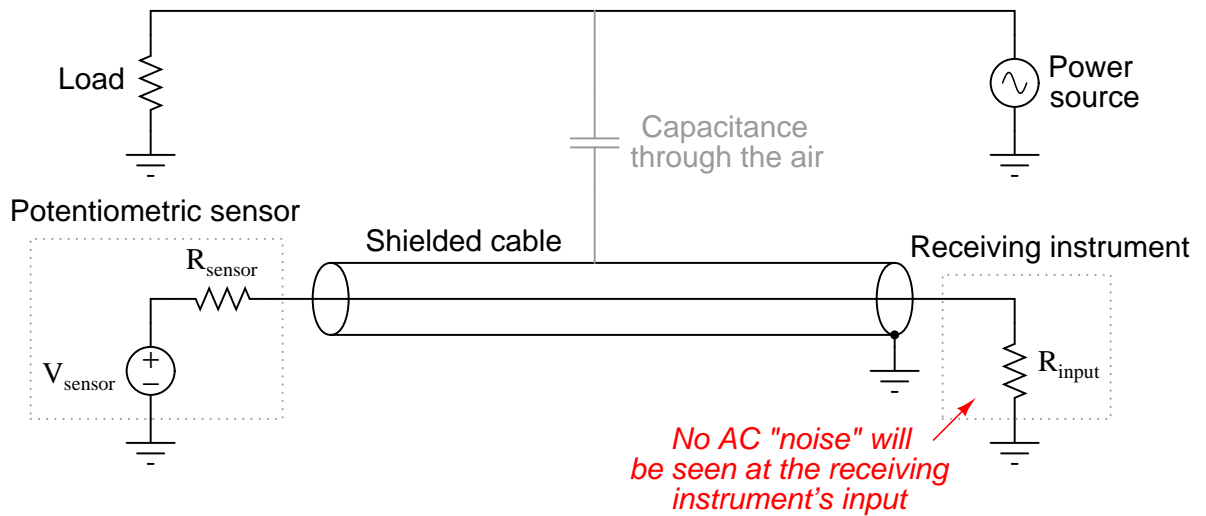 Load
Power
source
Capacitance
through the air
Potentiometric sensor
Shielded cable
Receiving instrument
Rsensor
+
−
Vsensor
Rinput
No AC "noise" will
be seen at the receiving
instrument's input